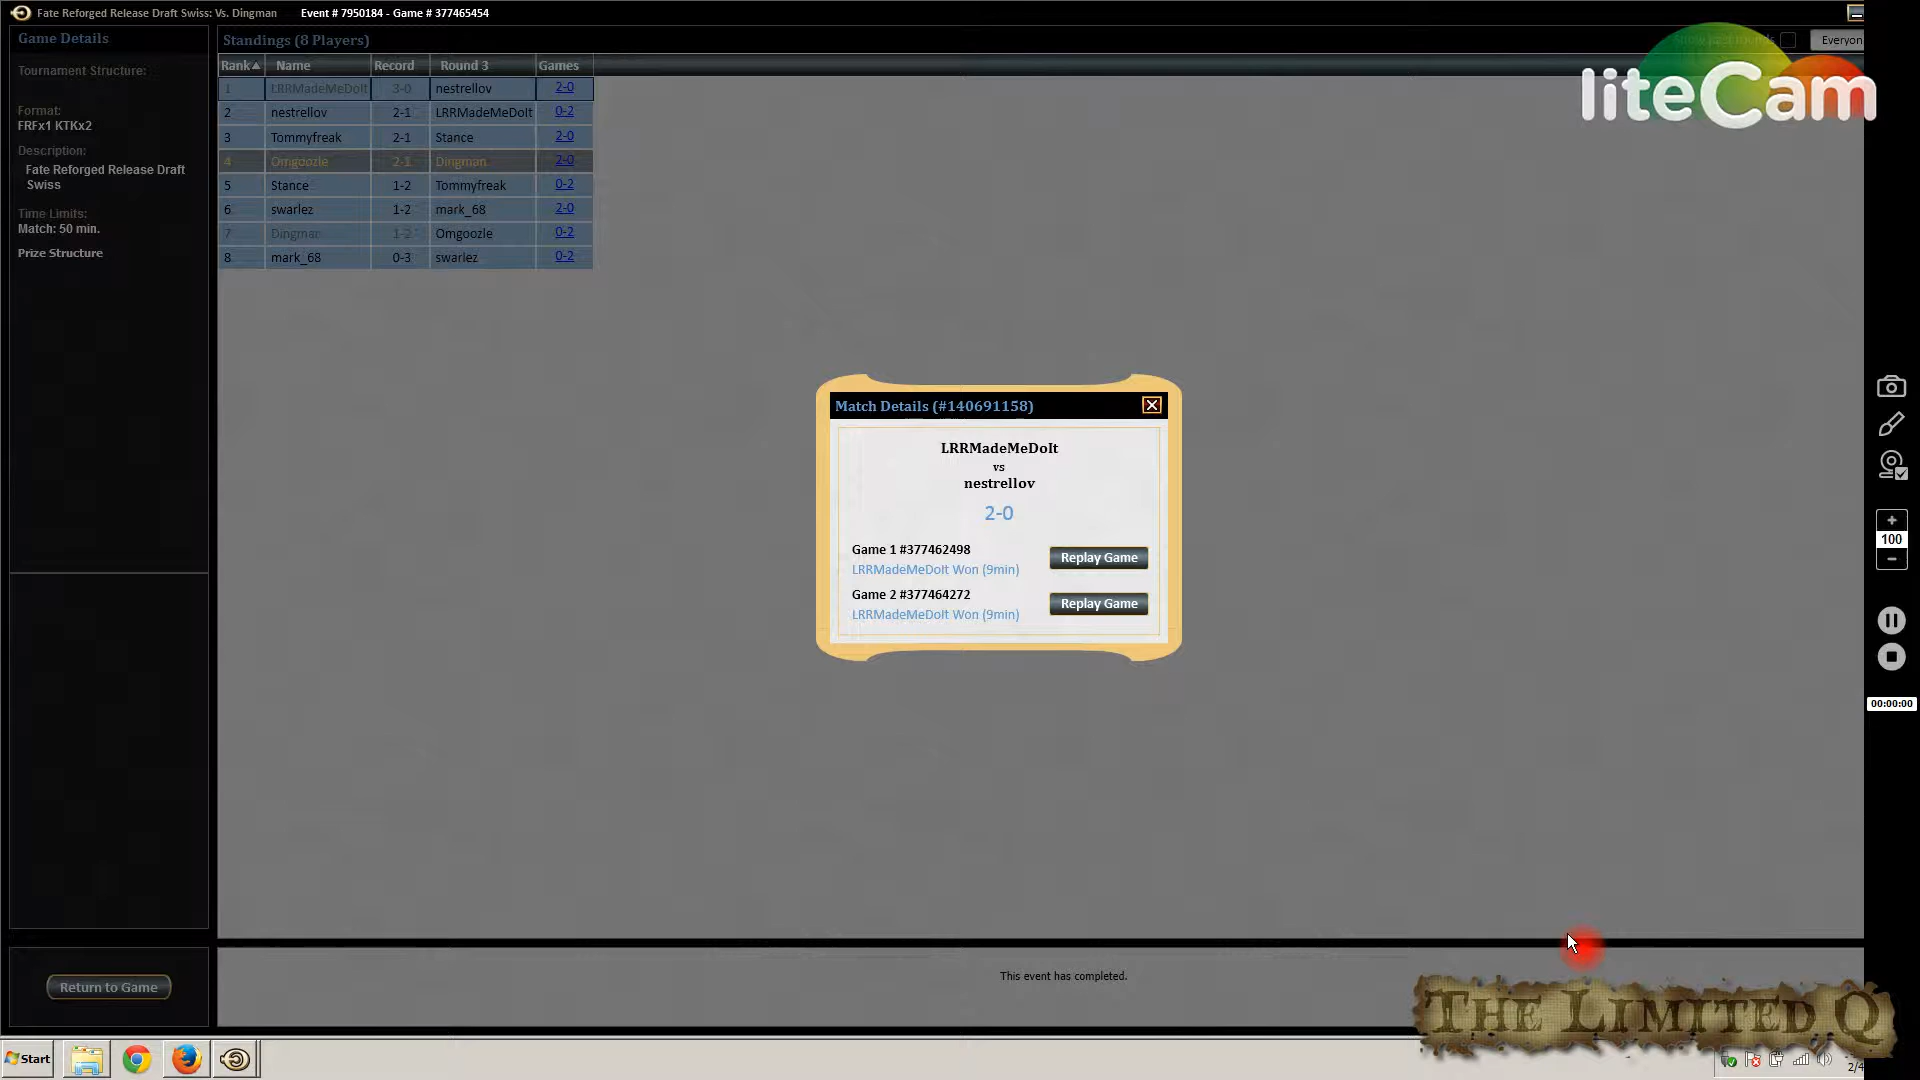 Fate Reforged Release Draft Swiss: Vs. Dingman Event # 7950184 - Game # 377465454
Game Details
Tournament Structure:
Format:
FRFx1 KTKx2
Description:
Fate Reforged Release Draft
Swiss
Time Limits:
Match: 50 min.
Prize Structure
Standings (8 Players)
Everyon
Rank Name Record Round 3 Games
1 LRRMadeMeDoIt 3-0 nestrellov 2-0
2 nestrellov 2-1 LRRMadeMeDoIt 0-2
3 Tommyfreak 2-1 Stance 2-0
4 Omgoozle 2-1 Dingman 2-0
5 Stance 1-2 Tommyfreak 0-2
6 swarlez 1-2 mark_68 2-0
7 Dingman 1-2 Omgoozle 0-2
8 mark_68 0-3 swarlez 0-2
liteCam
Match Details (#140691158)
LRRMadeMeDoIt
vs
nestrellov
2-0
Game 1 #377462498
LRRMadeMeDoIt Won (9min)
Replay Game
Game 2 #377464272
LRRMadeMeDoIt Won (9min)
Replay Game
100
00:00:00
This event has completed.
Return to Game
THE LIMITED Q
Start
2/4